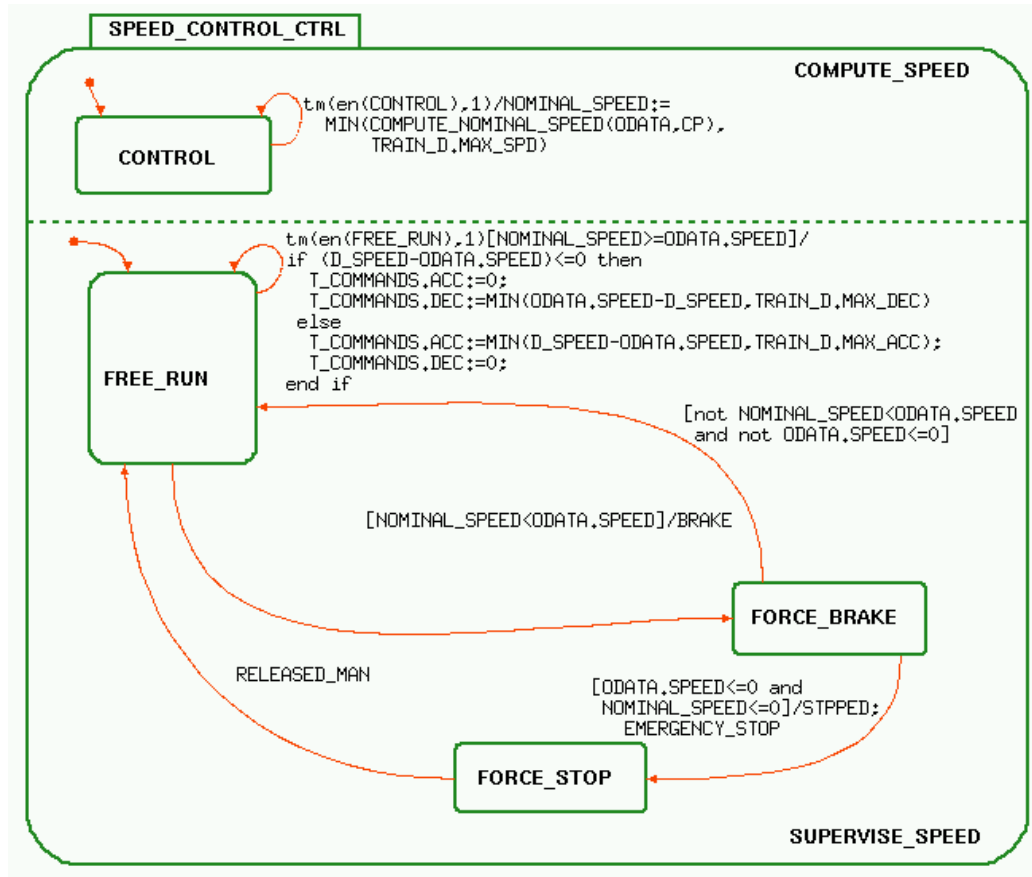 SPEED_CONTROL_CTRL
COMPUTE_SPEED
tm(en(CONTROL),1)/NOMINAL_SPEED:=
MIN(COMPUTE_NOMINAL_SPEED(ODATA,CP),
TRAIN_D.MAX_SPD)
CONTROL
tm(en(FREE_RUN),1)[NOMINAL_SPEED>=ODATA.SPEED]/
if (D_SPEED-ODATA.SPEED)<=0 then
T_COMMANDS.ACC:=0;
T_COMMANDS.DEC:=MIN(ODATA.SPEED-D_SPEED,TRAIN_D.MAX_DEC)
else
T_COMMANDS.ACC:=MIN(D_SPEED-ODATA.SPEED,TRAIN_D.MAX_ACC);
T_COMMANDS.DEC:=0;
end if
FREE_RUN
[not NOMINAL_SPEED<ODATA.SPEED
and not ODATA.SPEED<=0]
[NOMINAL_SPEED<ODATA.SPEED]/BRAKE
FORCE_BRAKE
RELEASED_MAN
[ODATA.SPEED<=0 and
NOMINAL_SPEED<=0]/STPPED;
EMERGENCY_STOP
FORCE_STOP
SUPERVISE_SPEED